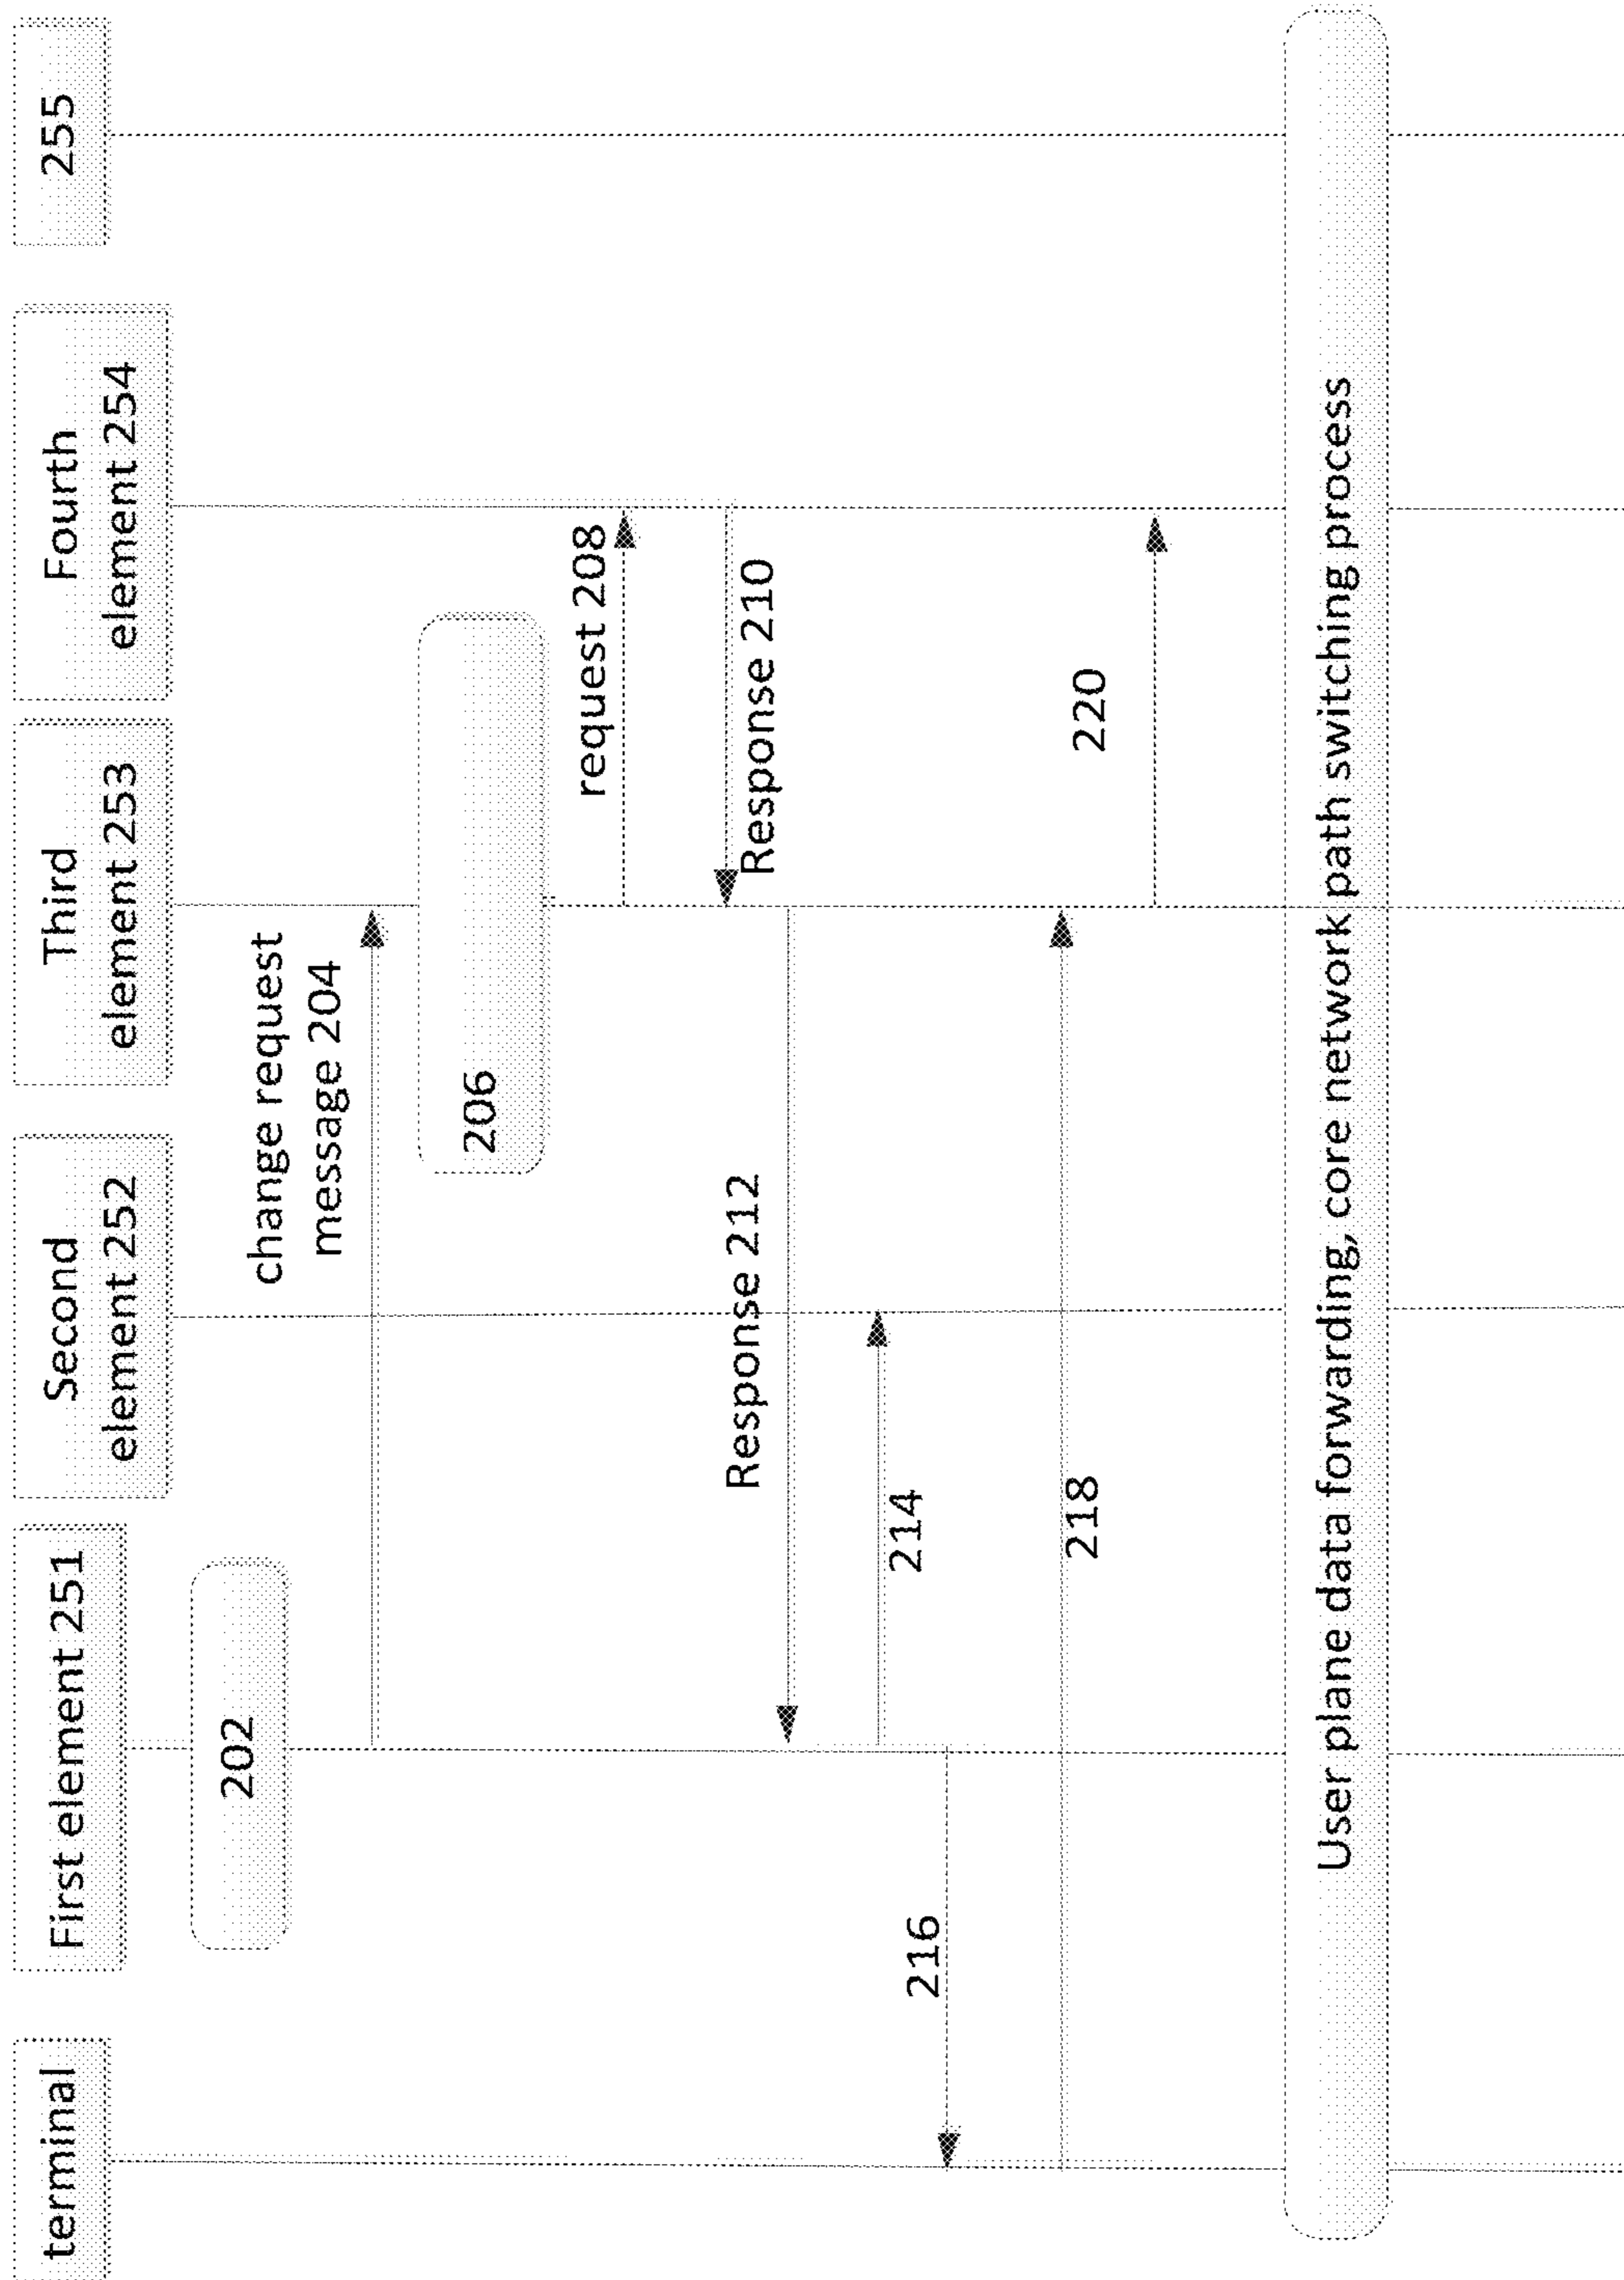 terminal
First element 251
Second
element 252
Third
element 253
Fourth
element 254
255
202
change request
message 204
206
request 208
Response 210
Response 212
214
216
218
220
User plane data forwarding, core network path switching process